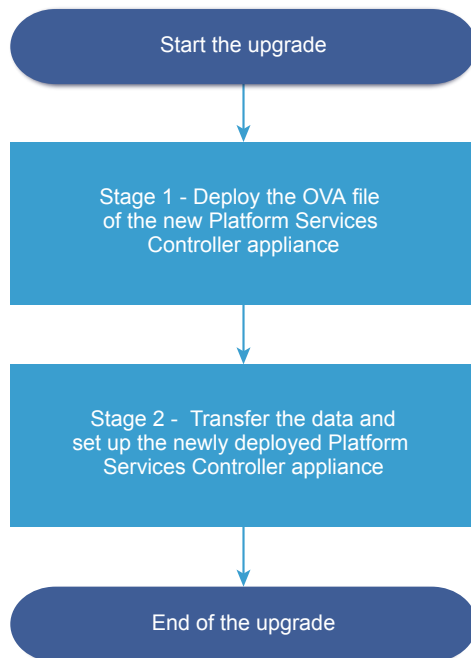 Start the upgrade
Stage 1 - Deploy the OVA file
of the new Platform Services
Controller appliance
Stage 2 -  Transfer the data and
set up the newly deployed Platform
Services Controller appliance
End of the upgrade